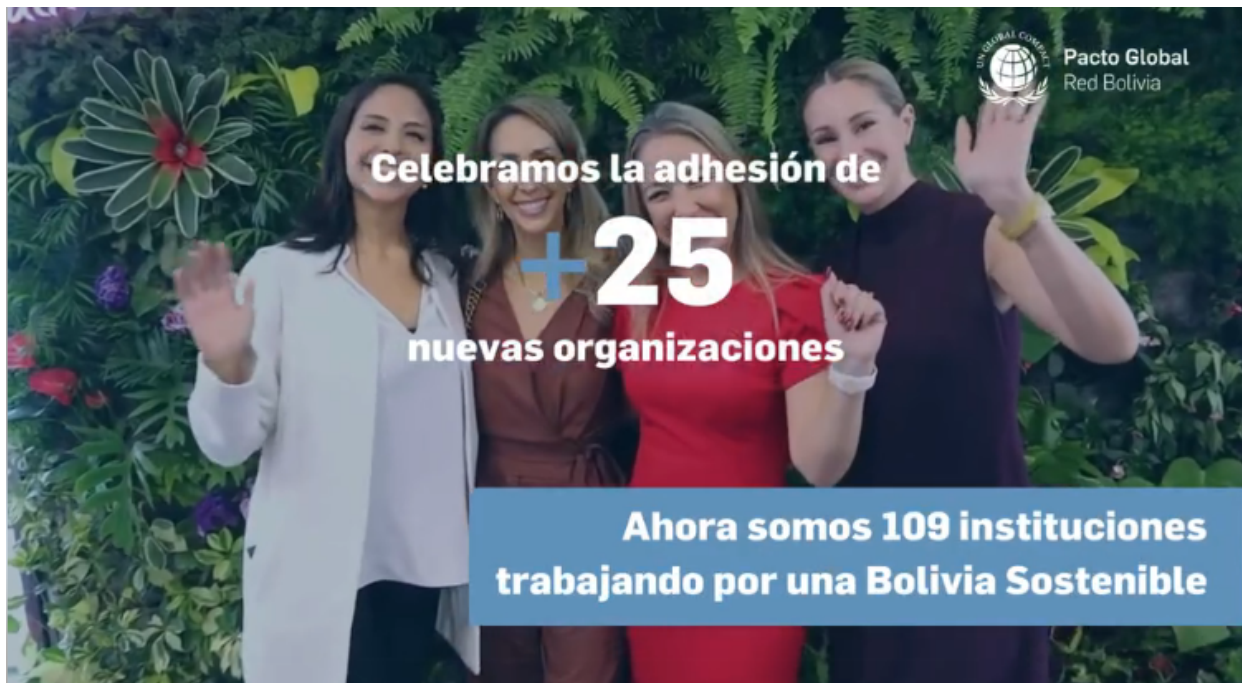 UN GLOBAL COMPACT
Pacto Global
Red Bolivia
Celebramos la adhesión de
+25
nuevas organizaciones
Ahora somos 109 instituciones
trabajando por una Bolivia Sostenible